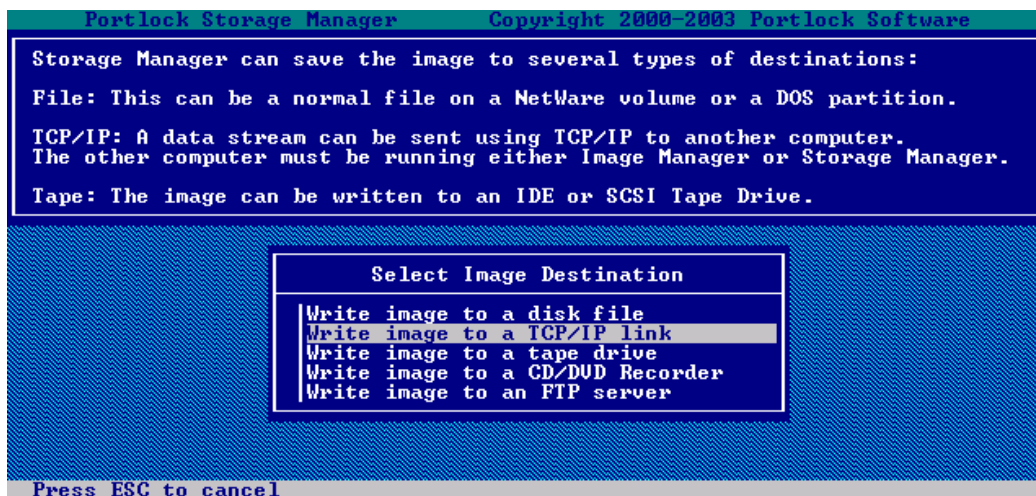 Portlock Storage Manager Copyright 2000-2003 Portlock Software
Storage Manager can save the image to several types of destinations:
File: This can be a normal file on a NetWare volume or a DOS partition.
TCP/IP: A data stream can be sent using TCP/IP to another computer.
The other computer must be running either Image Manager or Storage Manager.
Tape: The image can be written to an IDE or SCSI Tape Drive.
Select Image Destination
Write image to a disk file
Write image to a TCP/IP link
Write image to a tape drive
Write image to a CD/DVD Recorder
Write image to an FTP server
Press ESC to cancel